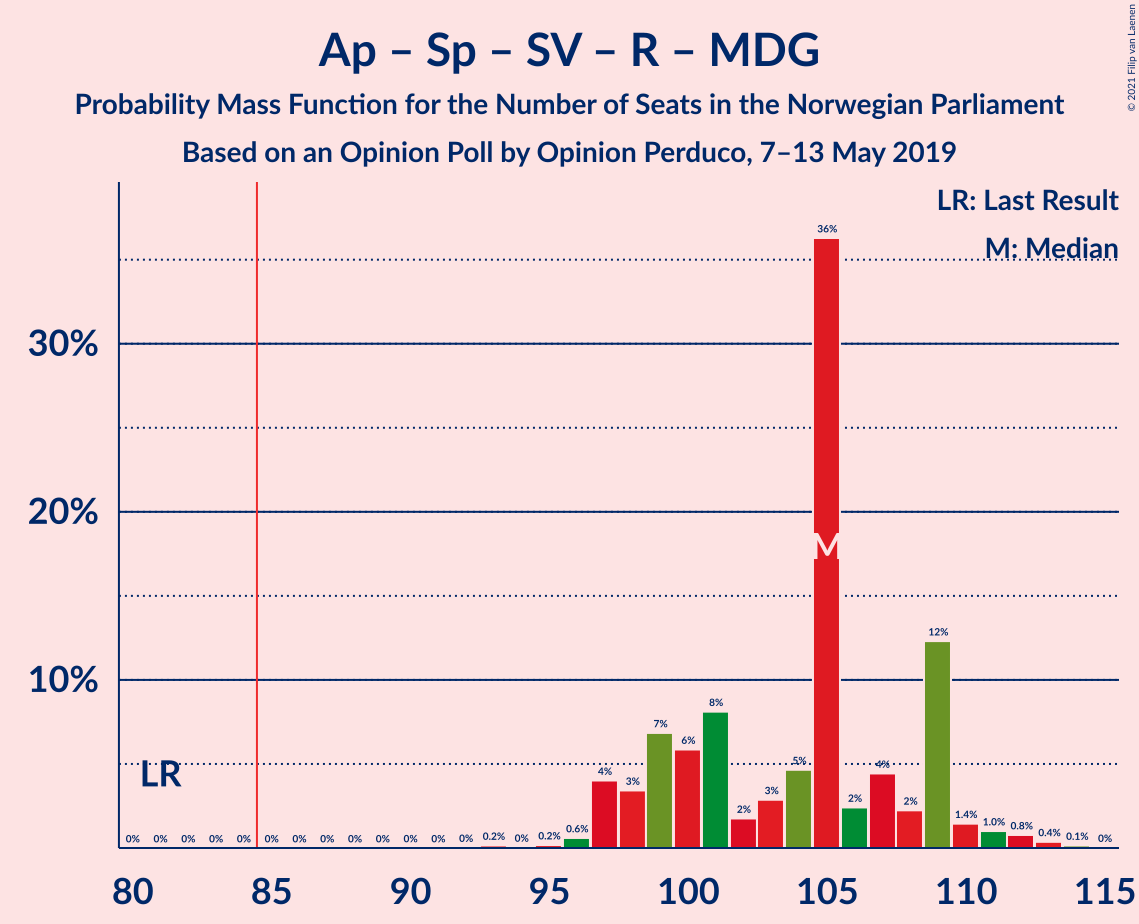 Ap – Sp – SV – R – MDG
Probability Mass Function for the Number of Seats in the Norwegian Parliament
Based on an Opinion Poll by Opinion Perduco, 7–13 May 2019
© 2021 Filip van Laenen
LR: Last Result
M: Median
36%
30%
20%
M
12%
10%
8%
7%
6%
5%
4%
LR
4%
3%
3%
2%
2%
2%
1.4%
1.0%
0.8%
0.6%
0.4%
0% 0% 0% 0% 0% 0% 0% 0% 0% 0% 0% 0% 0% 0.2% 0% 0.2% 0.1% 0%
80 85 90 95 100 105 110 115